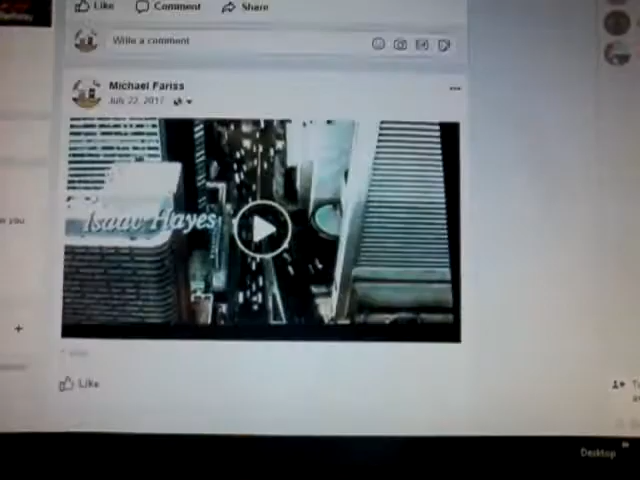 Like Comment Share
Write a comment
Michael Fariss
July 22, 2017
Isaac Hayes
Like
Desktop